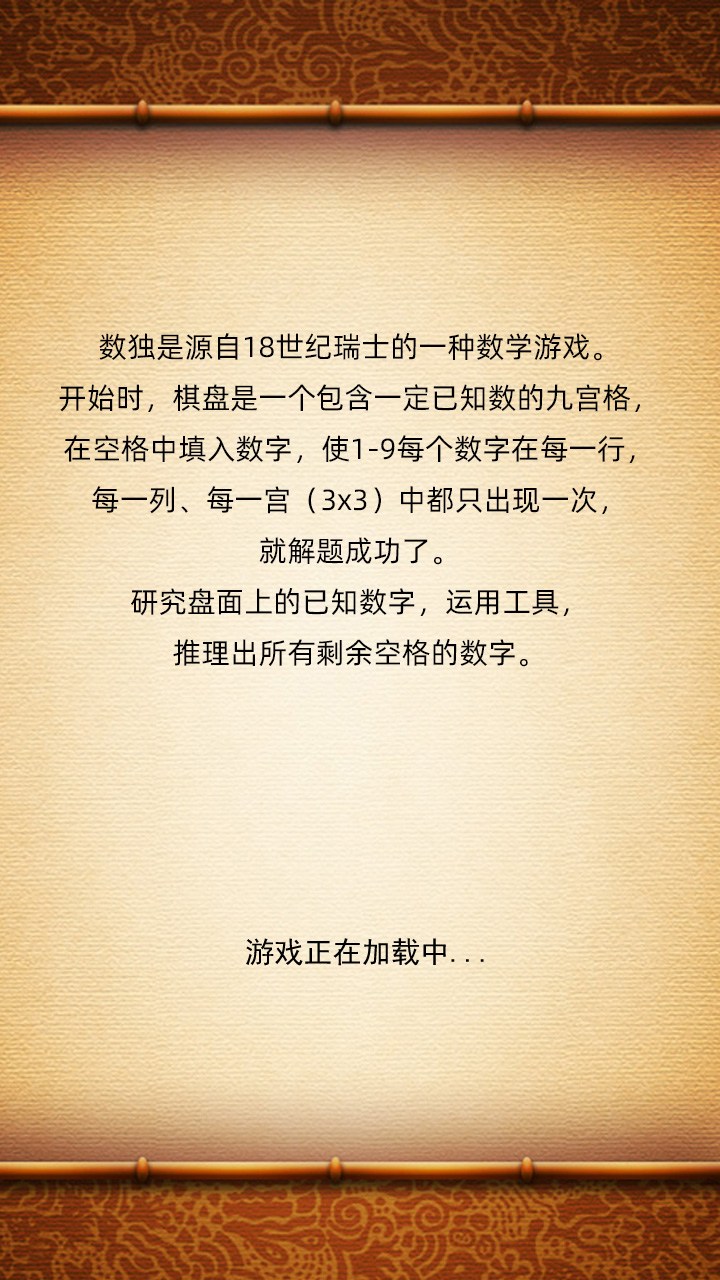 数独是源自18世纪瑞士的一种数学游戏。
开始时，棋盘是一个包含一定已知数的九宫格，
在空格中填入数字，使1-9每个数字在每一行，
每一列、每一宫（3x3）中都只出现一次，
就解题成功了。
研究盘面上的已知数字，运用工具，
推理出所有剩余空格的数字。
游戏正在加载中...